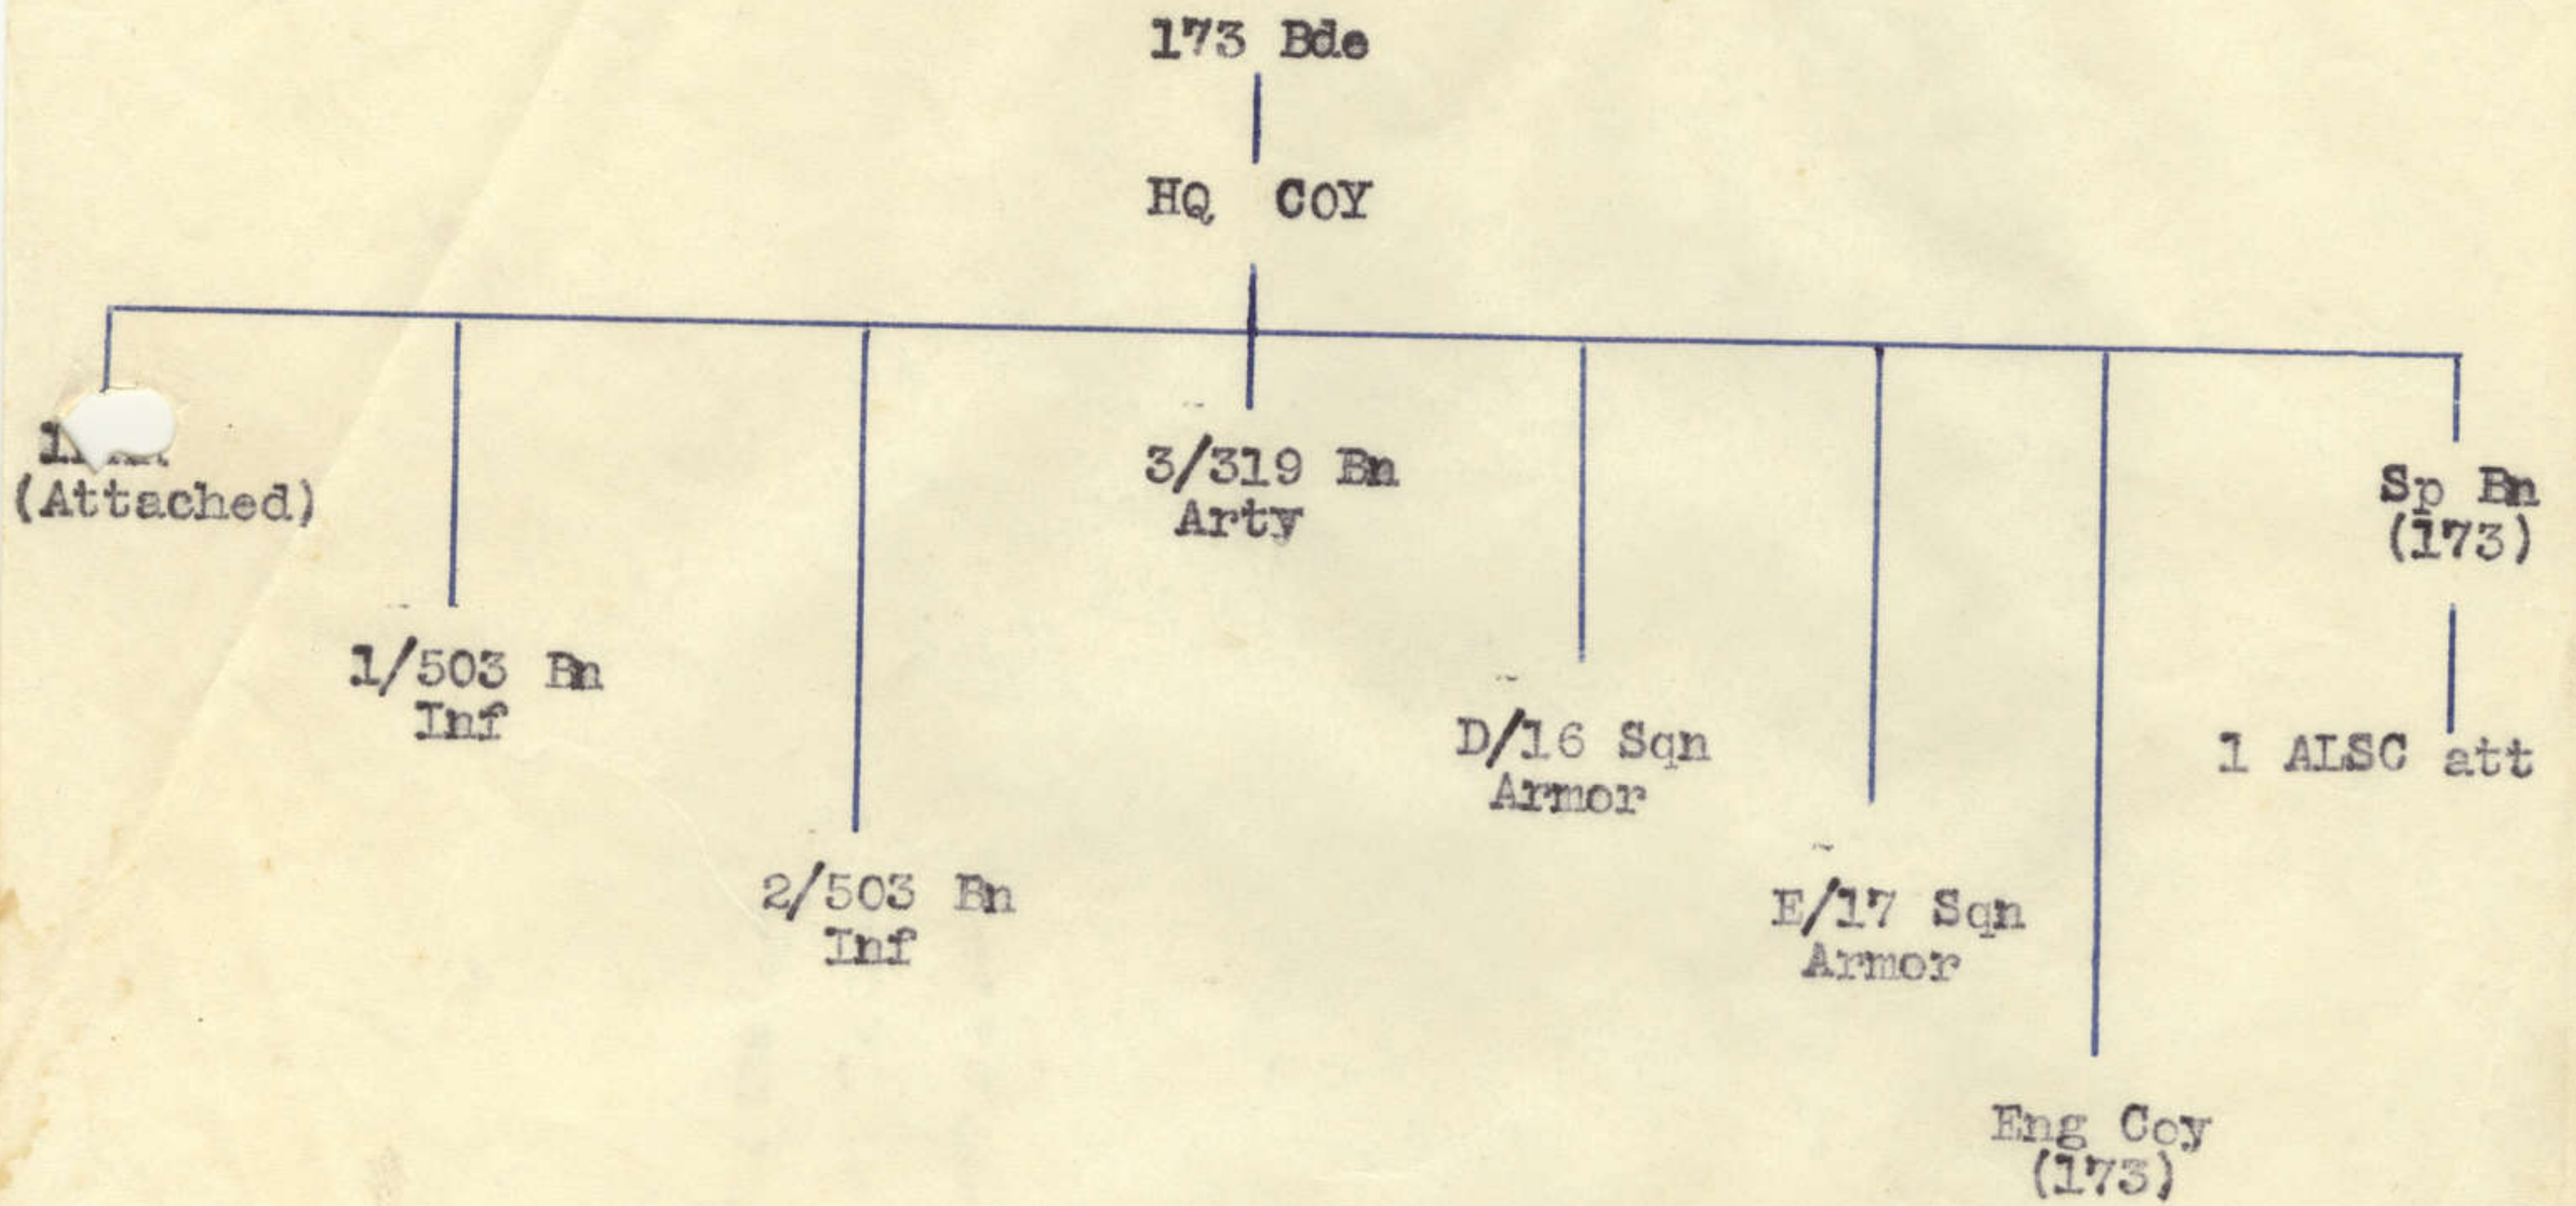 173 Bde
HQ COY
(Attached)
1/503 Bn
Inf
2/503 Bn
Inf
3/319 Bn
Arty
D/16 Sqn
Armor
E/17 Sqn
Armor
Eng Coy
(173)
Sp Bn
(173)
1 ALSC att